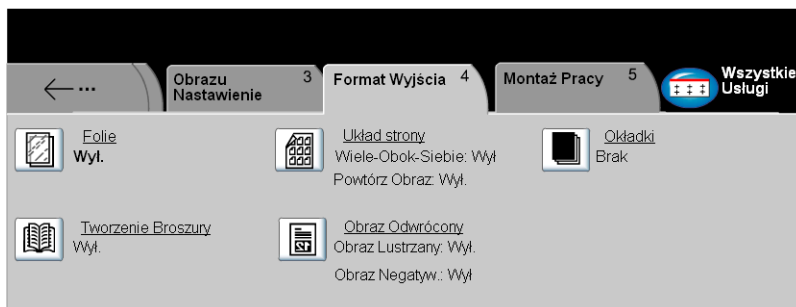 ← ...
Obrazu
Nastawienie
3
Format Wyjścia
4
Montaż Pracy
5
Wszystkie
Usługi
Folie
Wył.
Układ strony
Wiele-Obok-Siebie: Wył
Powtórz Obraz: Wył.
Okładki
Brak
Tworzenie Broszury
Wył.
Obraz Odwrócony
Obraz Lustrzany: Wył.
Obraz Negatyw.: Wył